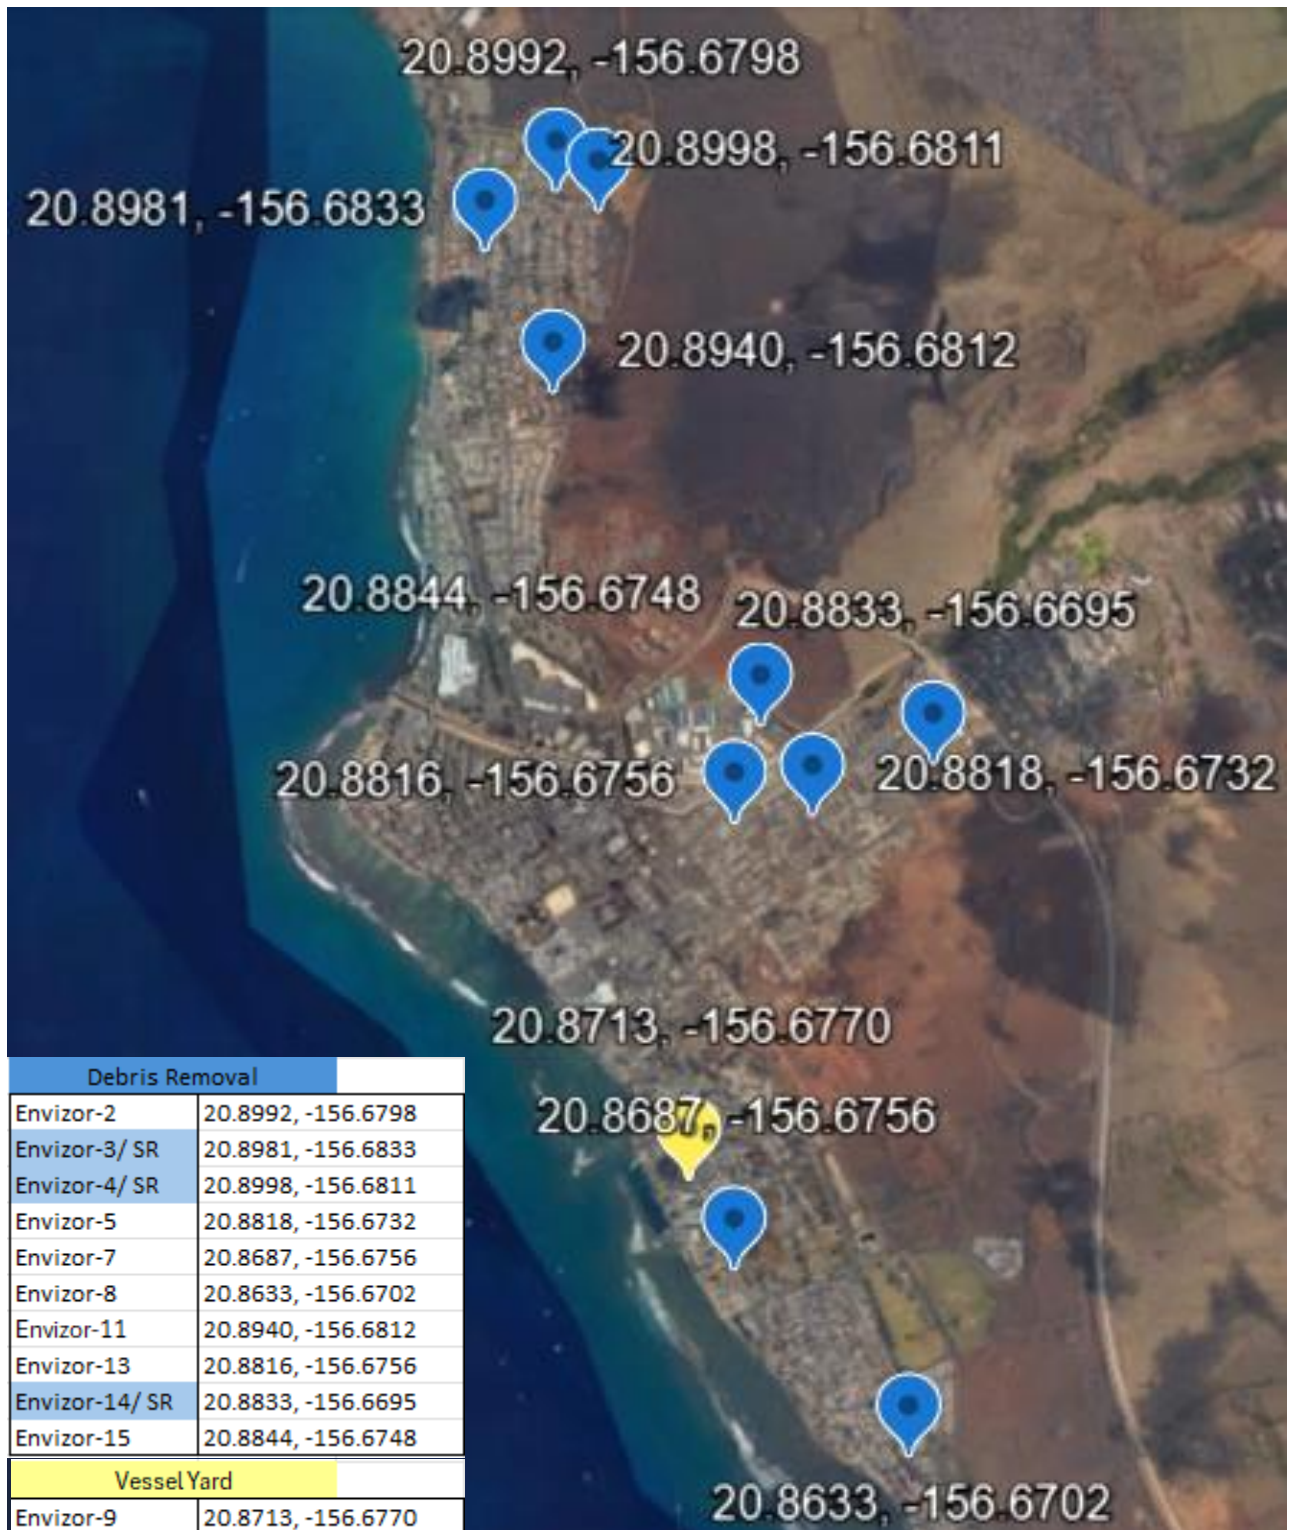 20.8992, -156.6798
20.8998, -156.6811
20.8981, -156.6833
20.8940, -156.6812
20.8844, -156.6748
20.8833, -156.6695
20.8816, -156.6756
20.8818, -156.6732
20.8713, -156.6770
20.8687, -156.6756
20.8633, -156.6702
Debris Removal
Envizor-2 20.8992, -156.6798
Envizor-3/ SR 20.8981, -156.6833
Envizor-4/ SR 20.8998, -156.6811
Envizor-5 20.8818, -156.6732
Envizor-7 20.8687, -156.6756
Envizor-8 20.8633, -156.6702
Envizor-11 20.8940, -156.6812
Envizor-13 20.8816, -156.6756
Envizor-14/ SR 20.8833, -156.6695
Envizor-15 20.8844, -156.6748
Vessel Yard
Envizor-9 20.8713, -156.6770